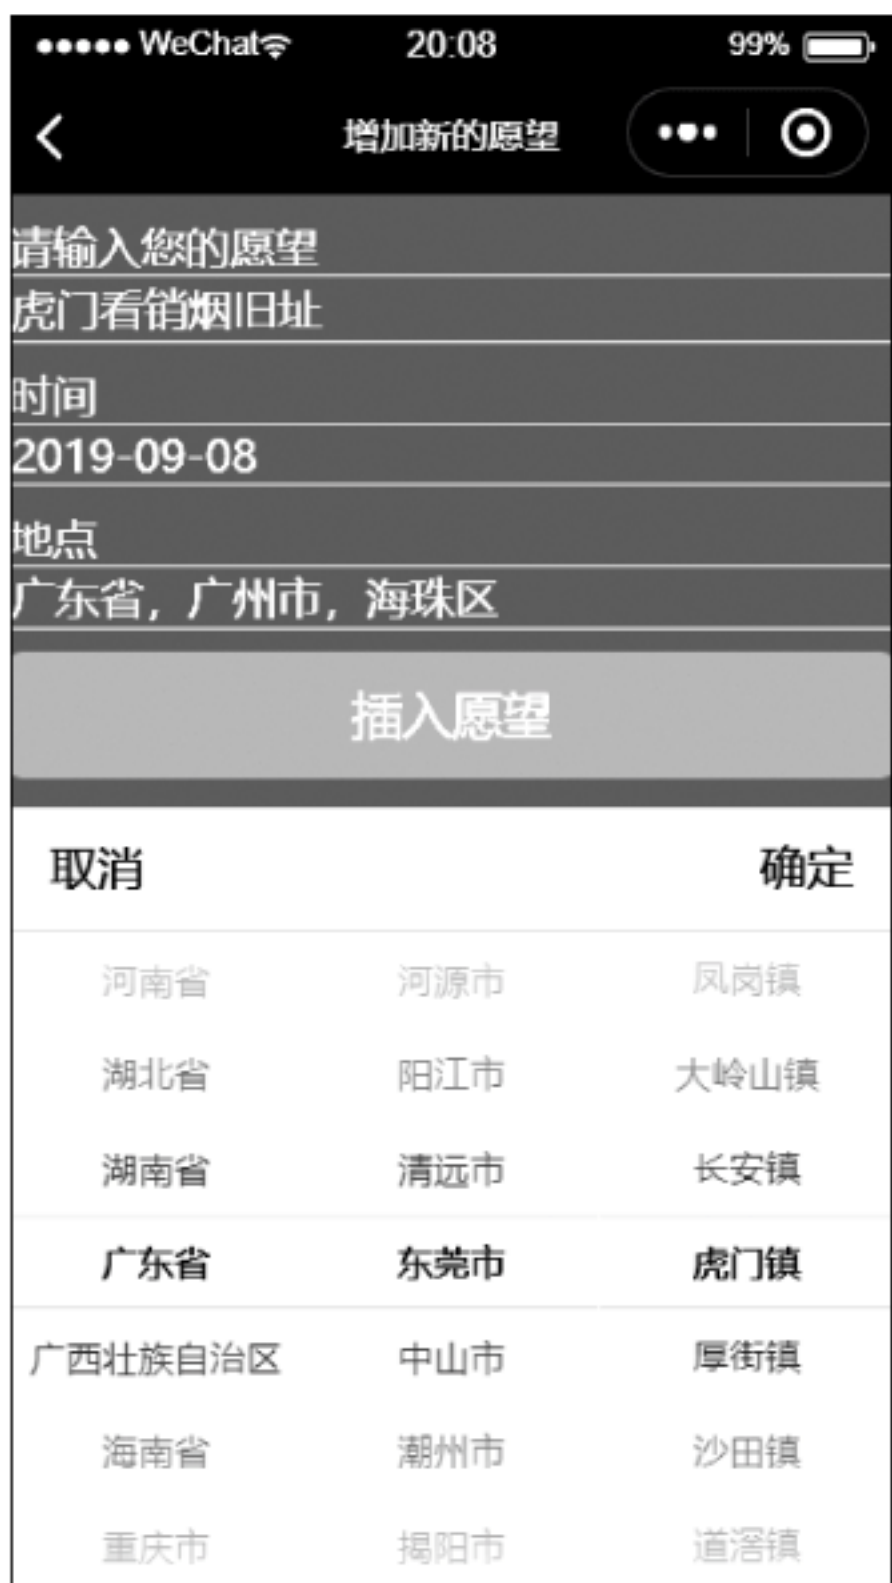 WeChat 20:08 99%
增加新的愿望
请输入您的愿望
虎门看销烟旧址
时间
2019-09-08
地点
广东省，广州市，海珠区
插入愿望
取消 确定
河南省 河源市 凤岗镇
湖北省 阳江市 大岭山镇
湖南省 清远市 长安镇
广东省 东莞市 虎门镇
广西壮族自治区 中山市 厚街镇
海南省 潮州市 沙田镇
重庆市 揭阳市 道滘镇